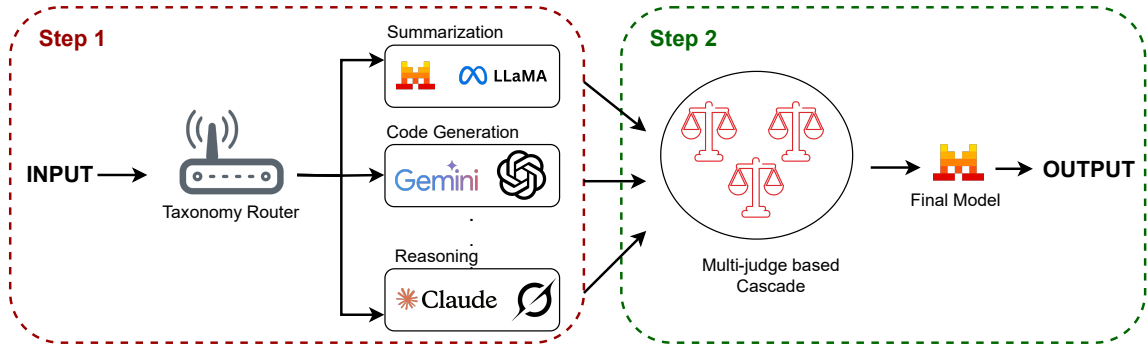 Step 1
INPUT
Taxonomy Router
Summarization
LLaMA
Code Generation
Gemini
Reasoning
Claude
Step 2
Multi-judge based
Cascade
Final Model
OUTPUT